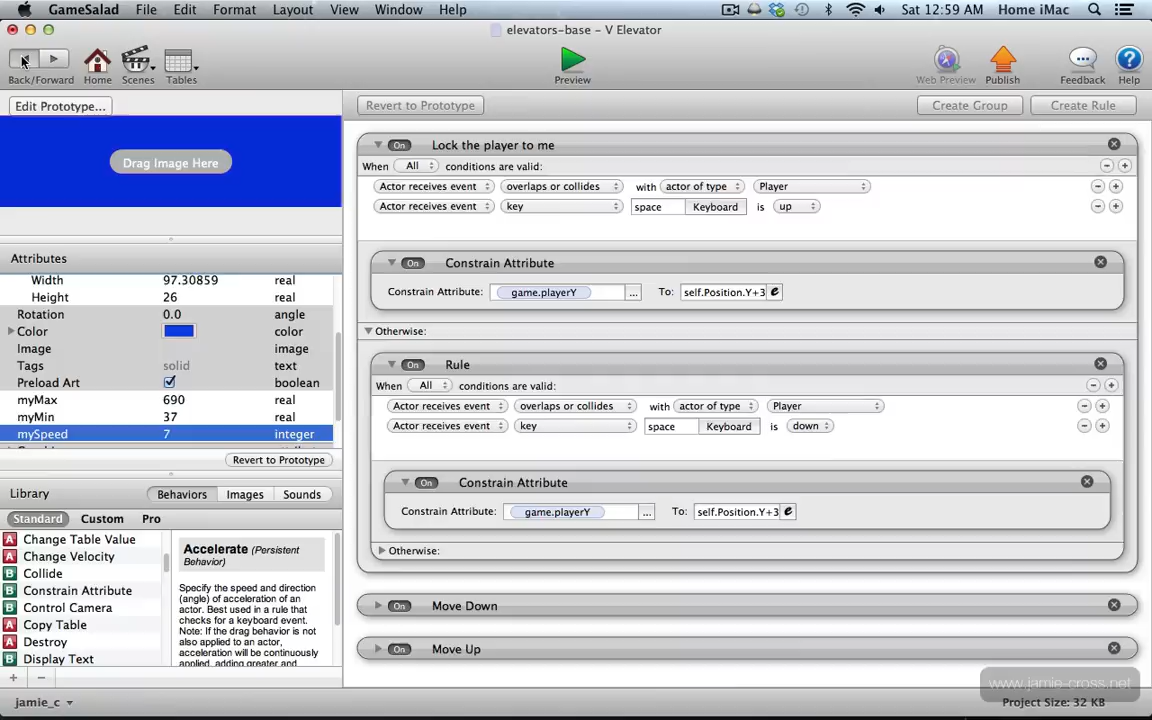 GameSalad File Edit Format Layout View Window Help Sat 12:59 AM Home iMac
elevators-base – V Elevator
Back/Forward Home Scenes Tables Preview Web Preview Publish Feedback Help
Edit Prototype... Revert to Prototype Create Group Create Rule
Drag Image Here
Attributes
Width 97.30859 real
Height 26 real
Rotation 0.0 angle
Color color
Image image
Tags solid text
Preload Art boolean
myMax 690 real
myMin 37 real
mySpeed 7 integer
Revert to Prototype
Library Behaviors Images Sounds
Standard Custom Pro
Change Table Value
Change Velocity
Collide
Constrain Attribute
Control Camera
Copy Table
Destroy
Display Text
Accelerate (Persistent
Behavior)
Specify the speed and direction
(angle) of acceleration of an
actor. Best used in a rule that
checks for a keyboard event.
Note: If the drag behavior is not
also applied to an actor,
acceleration will be continuously
applied, adding greater and
jamie_c
Lock the player to me
When All conditions are valid:
Actor receives event overlaps or collides with actor of type Player
Actor receives event key space Keyboard is up
On Constrain Attribute
Constrain Attribute: game.playerY ... To: self.Position.Y+3 e
Otherwise:
On Rule
When All conditions are valid:
Actor receives event overlaps or collides with actor of type Player
Actor receives event key space Keyboard is down
On Constrain Attribute
Constrain Attribute: game.playerY ... To: self.Position.Y+3 e
Otherwise:
On Move Down
On Move Up
www.jamie-cross.net
Project Size: 32 KB